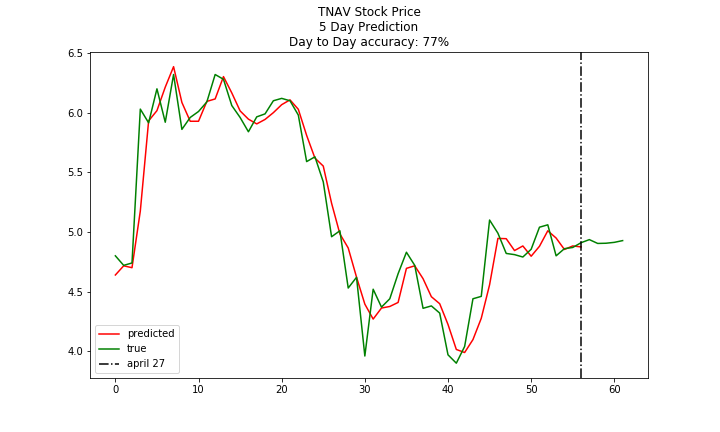 TNAV Stock Price
5 Day Prediction
Day to Day accuracy: 77%
6.5
6.0
5.5
5.0
4.5
4.0
predicted
true
april 27
0
10
20
30
40
50
60